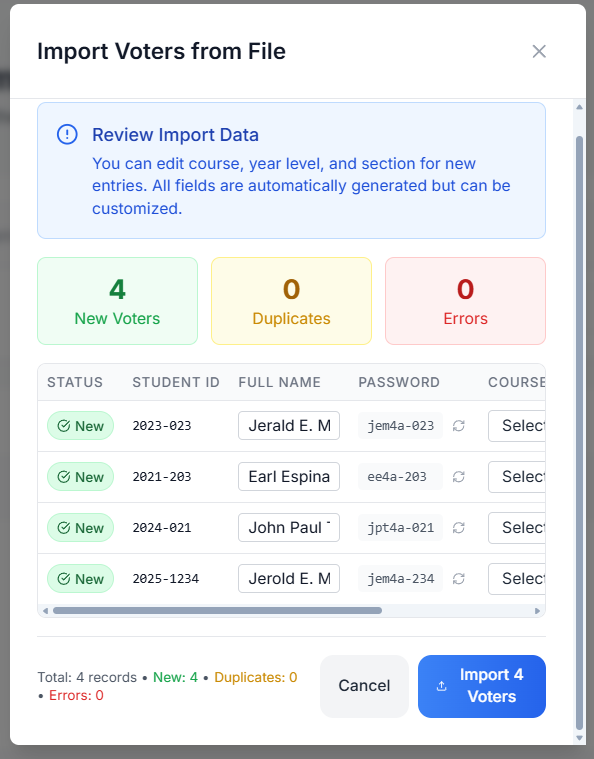 Import Voters from File
Review Import Data
You can edit course, year level, and section for new
entries. All fields are automatically generated but can be
customized.
4 0 0
New Voters Duplicates Errors
STATUS STUDENT ID FULL NAME PASSWORD COURSE
New 2023-023 Jerald E. M jem4a-023 Select
New 2021-203 Earl Espina ee4a-203 Select
New 2024-021 John Paul jpt4a-021 Select
New 2025-1234 Jerold E. M jem4a-234 Select
Total: 4 records • New: 4 • Duplicates: 0
• Errors: 0
Cancel
Import 4
Voters